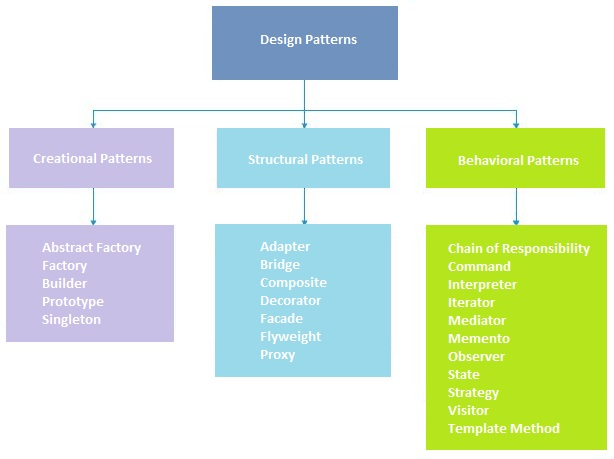 Design Patterns
Creational Patterns
Structural Patterns
Behavioral Patterns
Abstract Factory
Factory
Builder
Prototype
Singleton
Adapter
Bridge
Composite
Decorator
Facade
Flyweight
Proxy
Chain of Responsibility
Command
Interpreter
Iterator
Mediator
Memento
Observer
State
Strategy
Visitor
Template Method